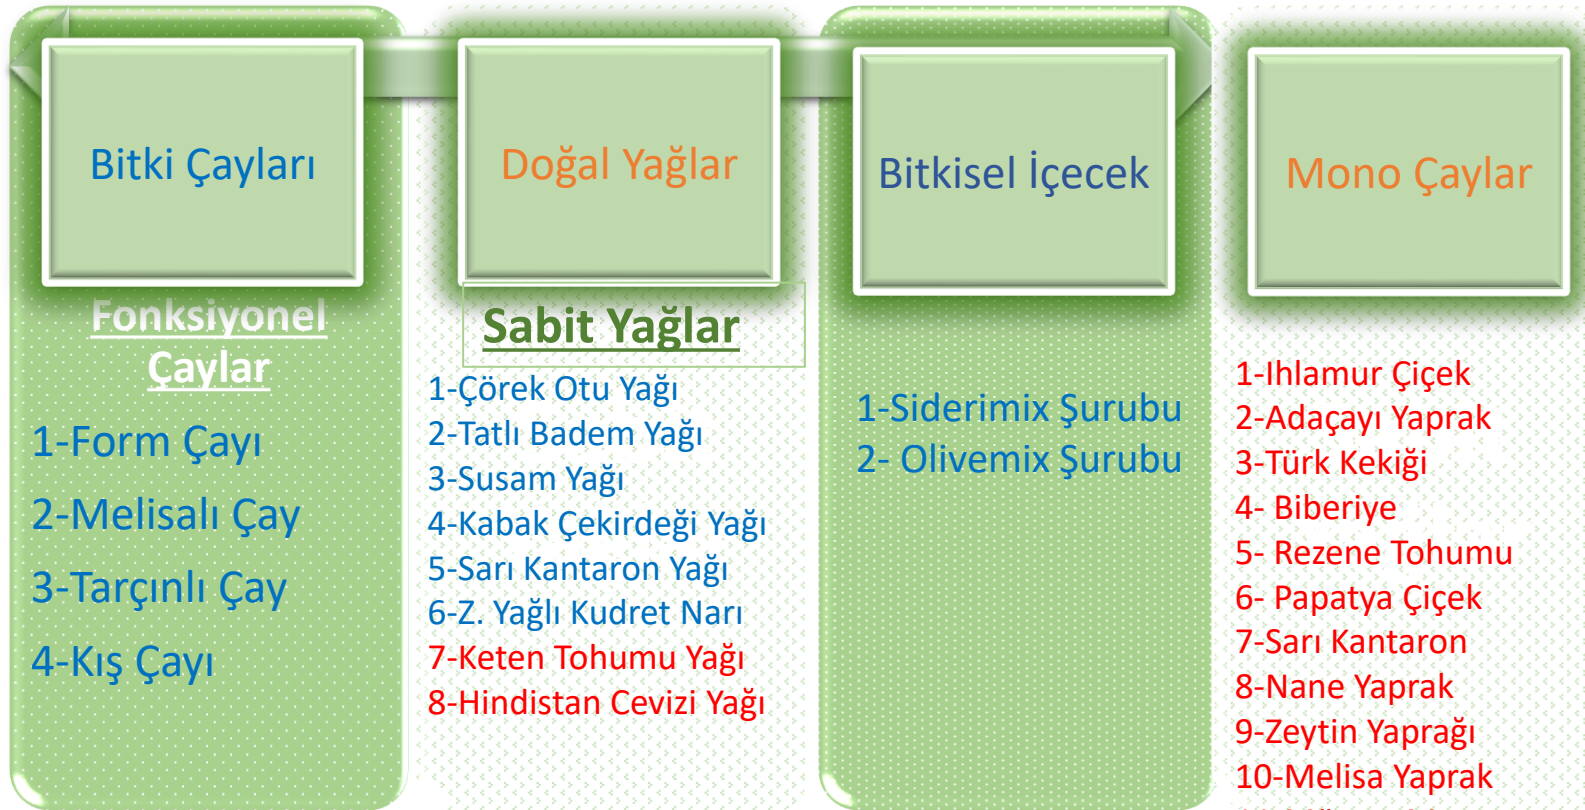 Bitki Çayları
Fonksiyonel
Çaylar
1-Form Çayı
2-Melisalı Çay
3-Tarçınlı Çay
4-Kış Çayı
Doğal Yağlar
Sabit Yağlar
1-Çörek Otu Yağı
2-Tatlı Badem Yağı
3-Susam Yağı
4-Kabak Çekirdeği Yağı
5-Sarı Kantaron Yağı
6-Z. Yağlı Kudret Narı
7-Keten Tohumu Yağı
8-Hindistan Cevizi Yağı
Bitkisel İçecek
1-Siderimix Şurubu
2- Olivemix Şurubu
Mono Çaylar
1-Ihlamur Çiçek
2-Adaçayı Yaprak
3-Türk Kekiği
4- Biberiye
5- Rezene Tohumu
6- Papatya Çiçek
7-Sarı Kantaron
8-Nane Yaprak
9-Zeytin Yaprağı
10-Melisa Yaprak